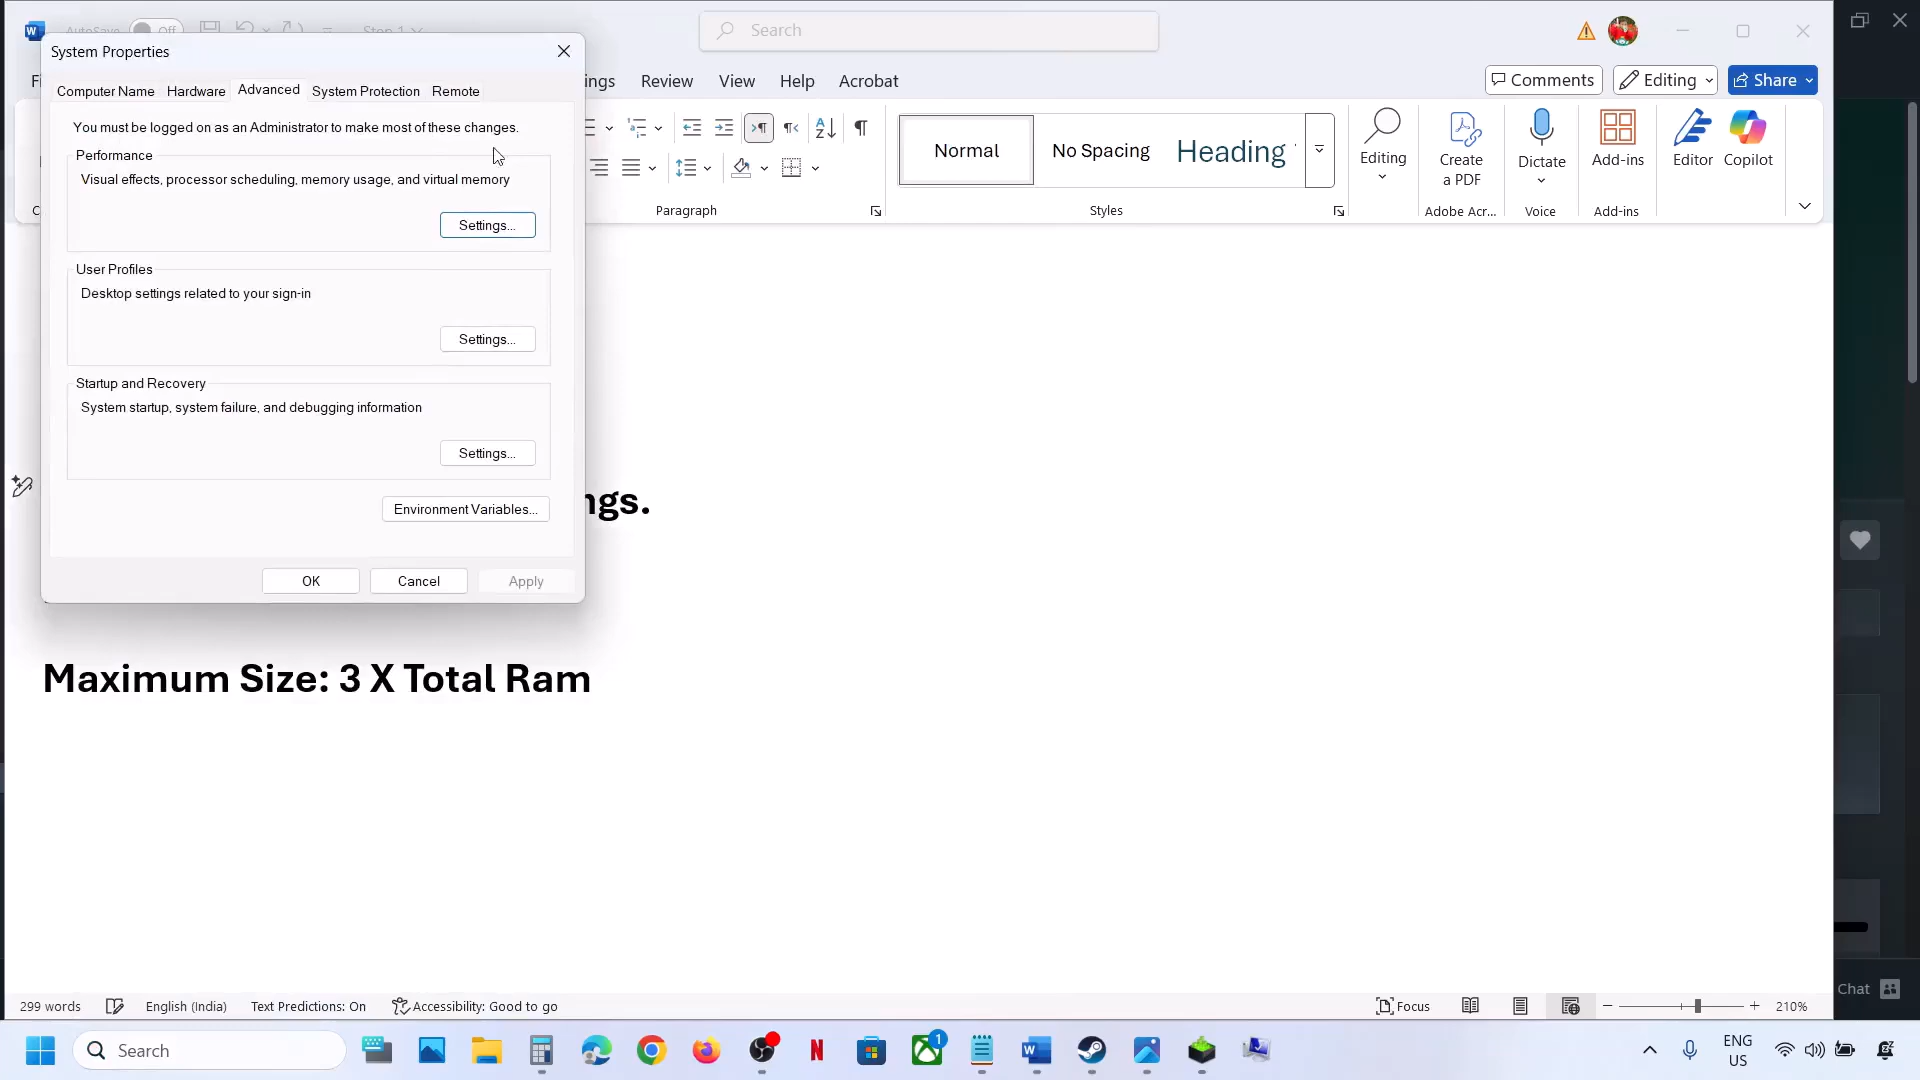 AutoSave Off Step 1
Search
System Properties
Computer Name Hardware Advanced System Protection Remote
You must be logged on as an Administrator to make most of these changes.
Performance
Visual effects, processor scheduling, memory usage, and virtual memory
Settings...
User Profiles
Desktop settings related to your sign-in
Settings...
Startup and Recovery
System startup, system failure, and debugging information
Settings...
Environment Variables...
OK Cancel Apply
ings Review View Help Acrobat
Comments Editing Share
Normal No Spacing Heading
Editing
Create
a PDF
Dictate
Add-ins
Editor Copilot
Paragraph Styles Adobe Acr... Voice Add-ins
ngs.
Maximum Size: 3 X Total Ram
299 words English (India) Text Predictions: On Accessibility: Good to go
Focus 210%
Chat
Search
1
ENG
US